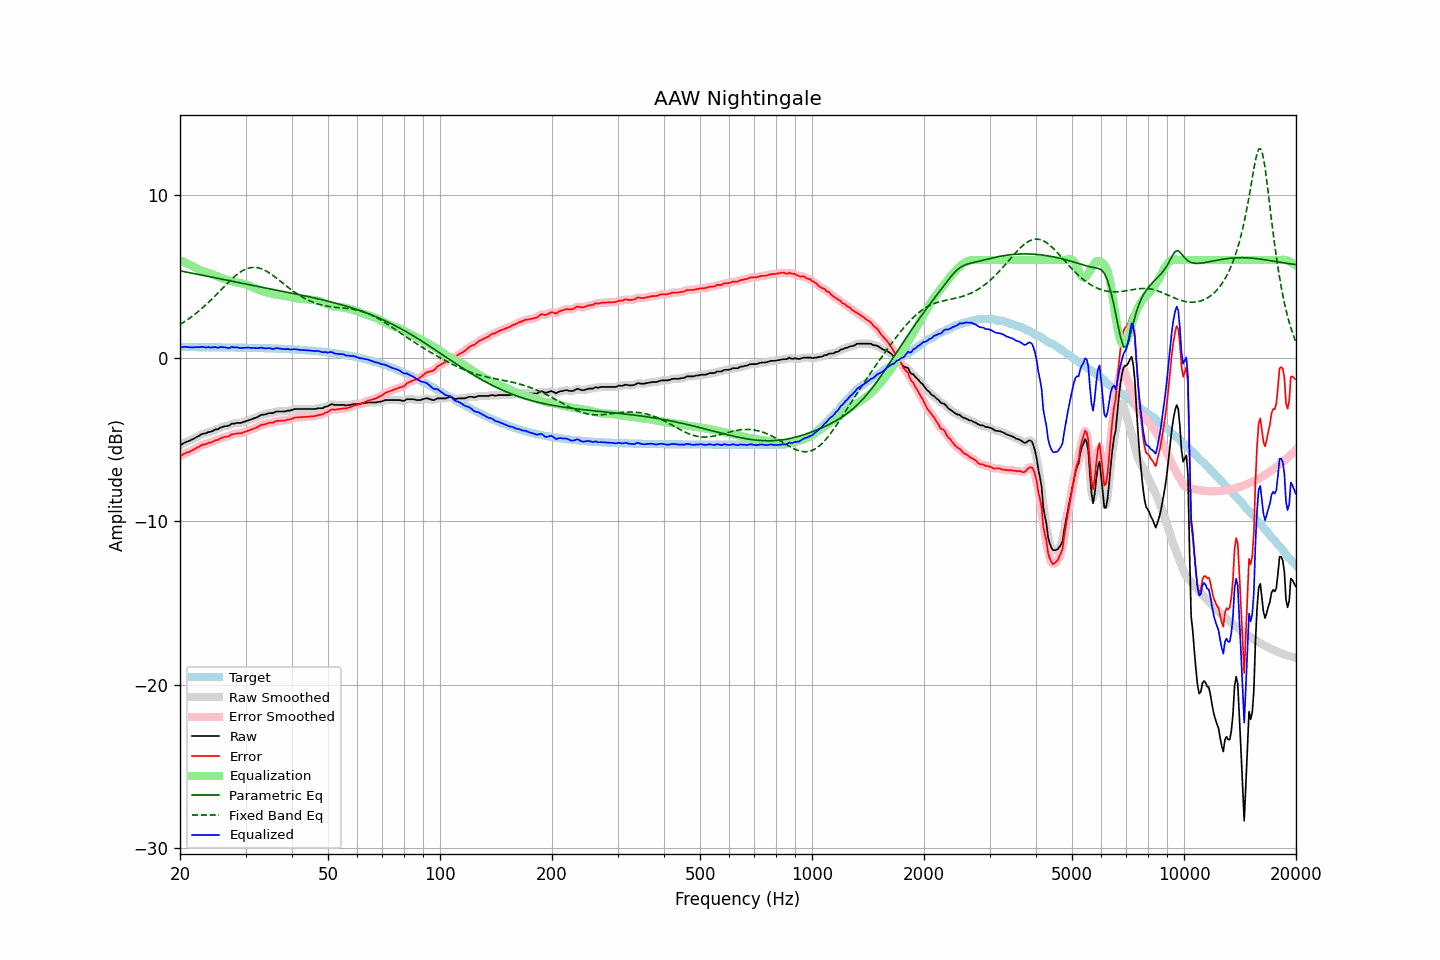 AAW Nightingale
Amplitude (dBr)
10
0
−10
−20
−30
Target
Raw Smoothed
Error Smoothed
Raw
Error
Equalization
Parametric Eq
Fixed Band Eq
Equalized
20 50 100 200 500 1000 2000 5000 10000 20000
Frequency (Hz)